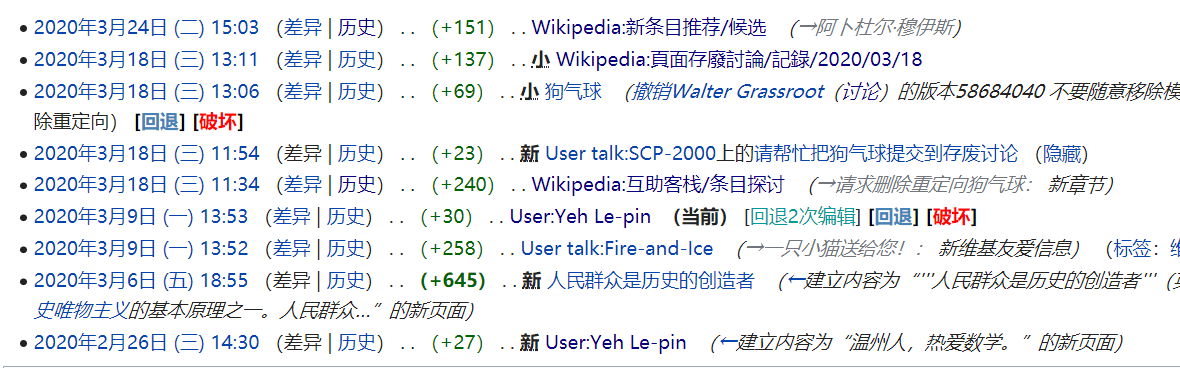 • 2020年3月24日 (二) 15:03 （差异 | 历史） . . （+151） . . Wikipedia:新条目推荐/候选 （→阿卜杜尔·穆伊斯）
• 2020年3月18日 (三) 13:11 （差异 | 历史） . . （+137） . . 小 Wikipedia:頁面存廢討論/記錄/2020/03/18
• 2020年3月18日 (三) 13:06 （差异 | 历史） . . （+69） . . 小 狗气球 （撤销Walter Grassroot（讨论）的版本58684040 不要随意移除模
除重定向） [回退] [破坏]
• 2020年3月18日 (三) 11:54 （差异 | 历史） . . （+23） . . 新 User talk:SCP-2000上的请帮忙把狗气球提交到存废讨论 （隐藏）
• 2020年3月18日 (三) 11:34 （差异 | 历史） . . （+240） . . Wikipedia:互助客栈/条目探讨 （→请求删除重定向狗气球： 新章节）
• 2020年3月9日 (一) 13:53 （差异 | 历史） . . （+30） . . User:Yeh Le-pin （当前） [回退2次编辑] [回退] [破坏]
• 2020年3月9日 (一) 13:52 （差异 | 历史） . . （+258） . . User talk:Fire-and-Ice （→一只小猫送给您！： 新维基友爱信息） （标签：
• 2020年3月6日 (五) 18:55 （差异 | 历史） . . （+645） . . 新 人民群众是历史的创造者 （←建立内容为“'''人民群众是历史的创造者'''（
史唯物主义的基本原理之一。人民群众...”的新页面）
• 2020年2月26日 (三) 14:30 （差异 | 历史） . . （+27） . . 新 User:Yeh Le-pin （←建立内容为“温州人，热爱数学。”的新页面）